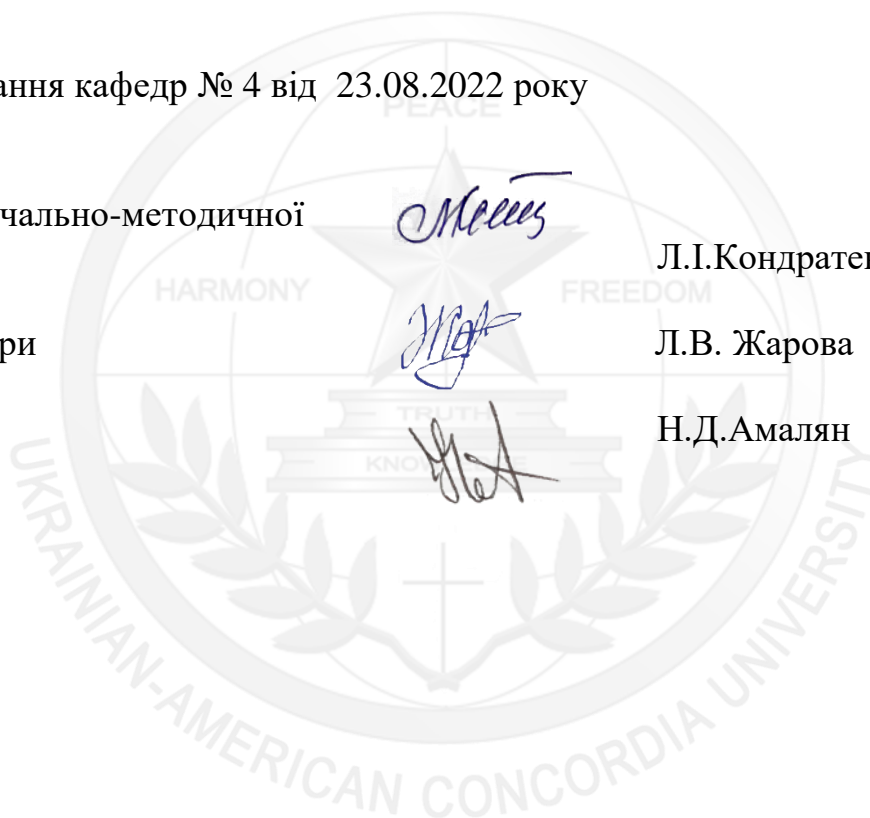 ання кафедр № 4 від 23.08.2022 року
PEACE
чально-методичної
Л.І.Кондратен
HARMONY
FREEDOM
ри
Л.В. Жарова
TRUTH
Н.Д.Амалян
UKRAINIAN-AMERICAN CONCORDIA UNIVERSITY